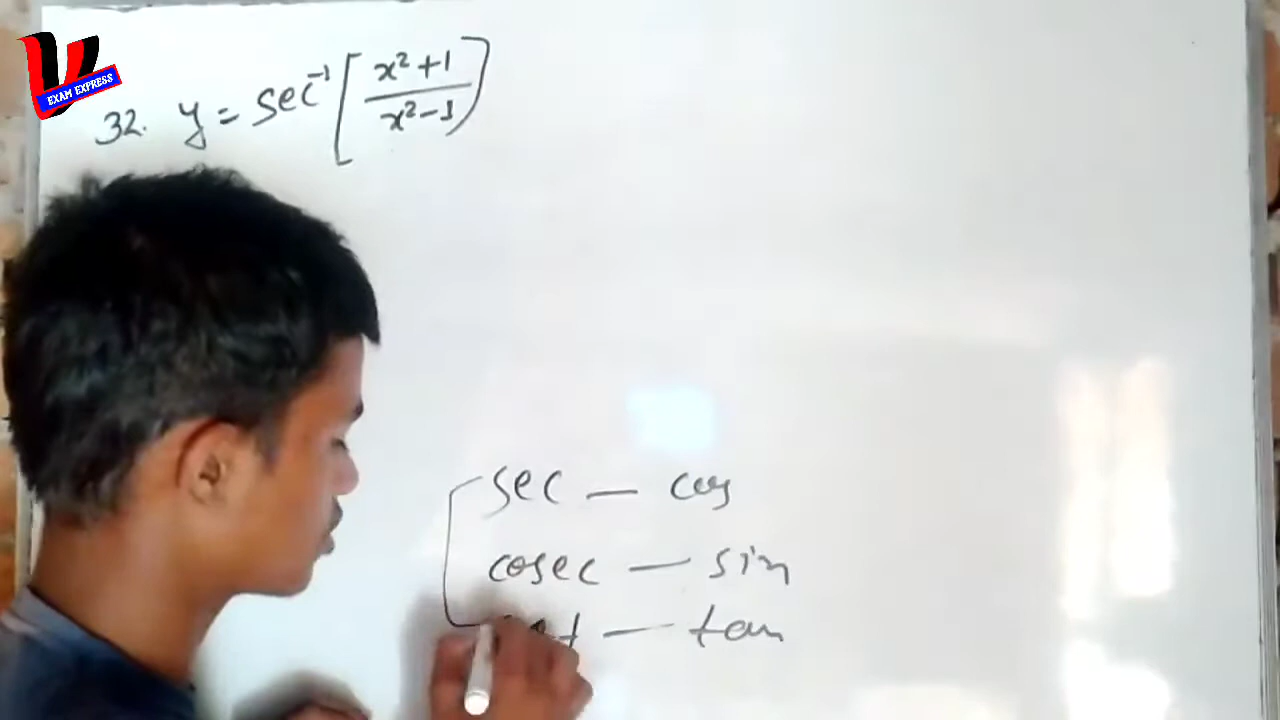 EXAM EXPRESS
32. y = sec⁻¹ [ (x² + 1) / (x² - 1) ]
sec — cos
cosec — sin
— tan